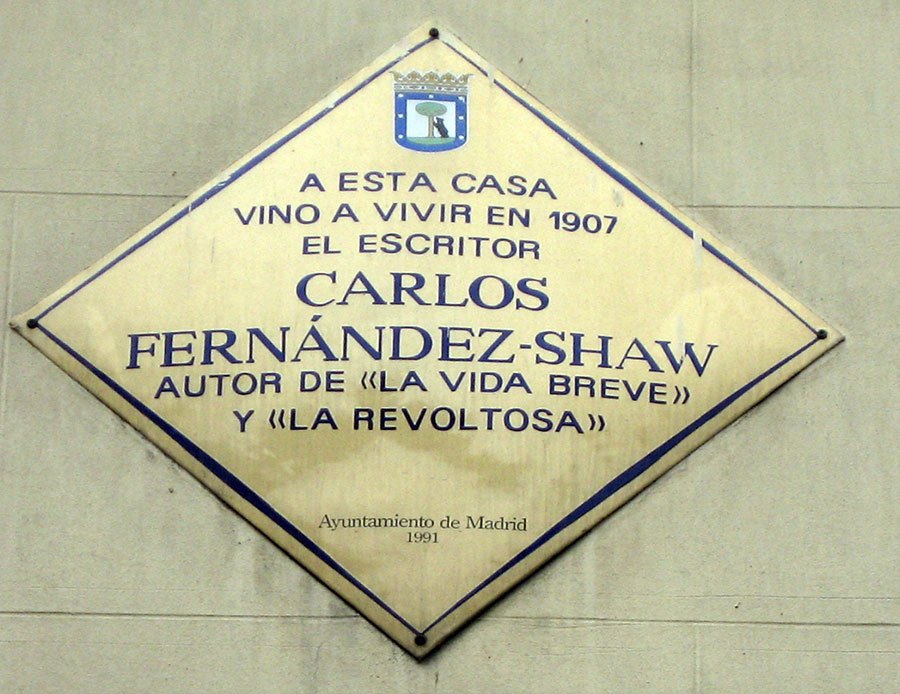 A ESTA CASA
VINO A VIVIR EN 1907
EL ESCRITOR
CARLOS
FERNÁNDEZ-SHAW
AUTOR DE «LA VIDA BREVE»
Y «LA REVOLTOSA»
Ayuntamiento de Madrid
1991